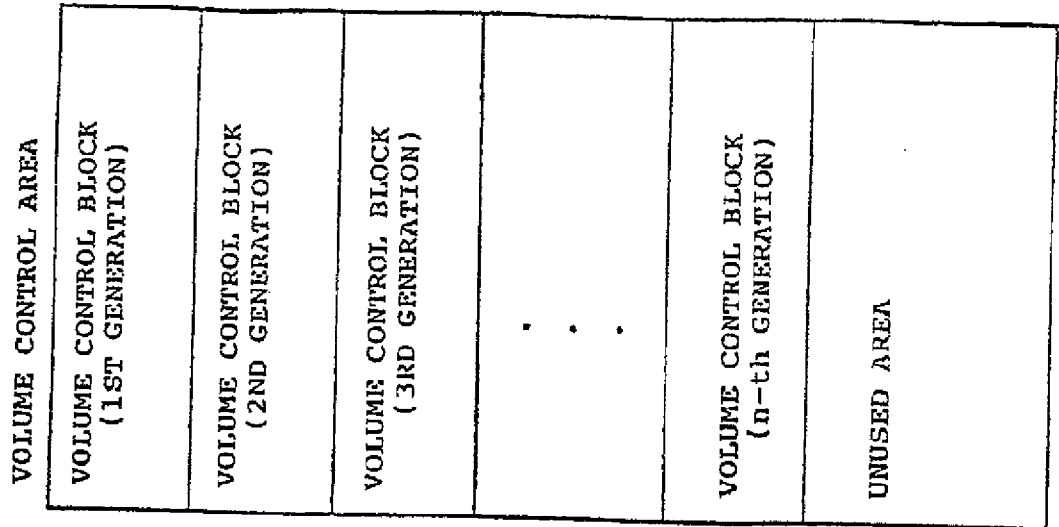 VOLUME CONTROL AREA
VOLUME CONTROL BLOCK
(1ST GENERATION)
VOLUME CONTROL BLOCK
(2ND GENERATION)
VOLUME CONTROL BLOCK
(3RD GENERATION)
. . .
VOLUME CONTROL BLOCK
(n-th GENERATION)
UNUSED AREA